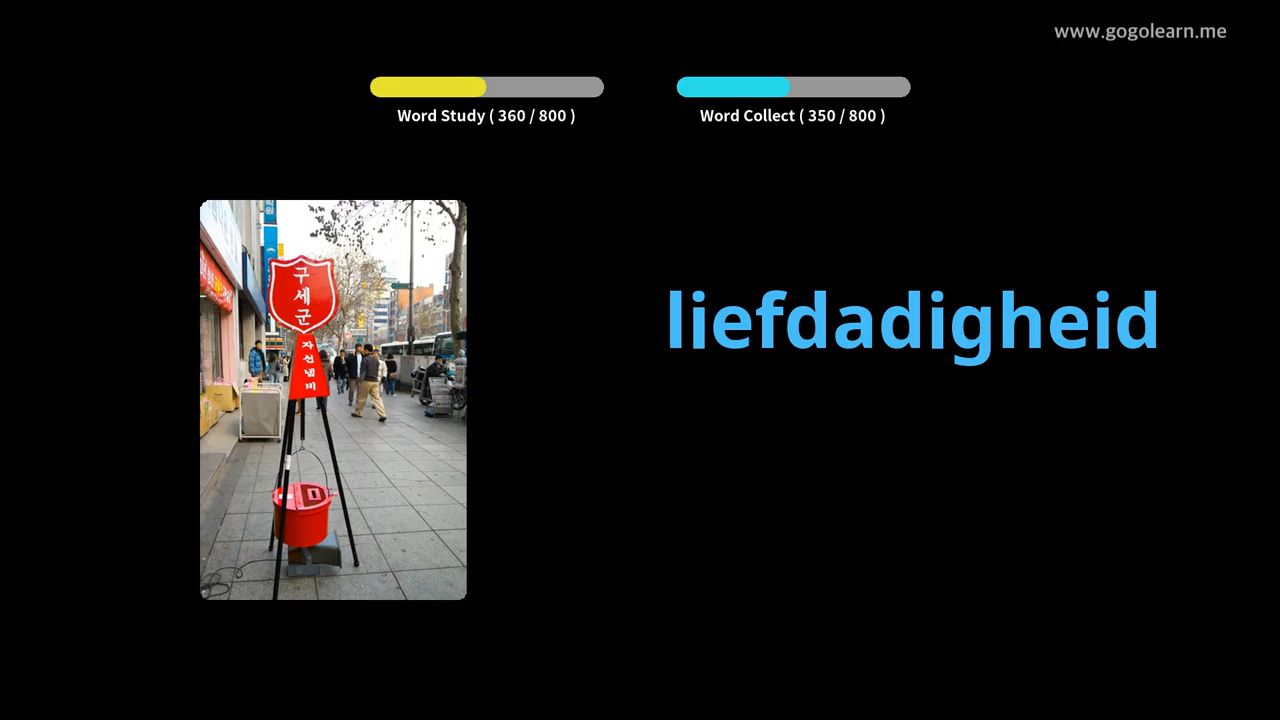 www.gogolearn.me
Word Study ( 360 / 800 )
Word Collect ( 350 / 800 )
liefdadigheid
구
세
군
자
선
냄
비